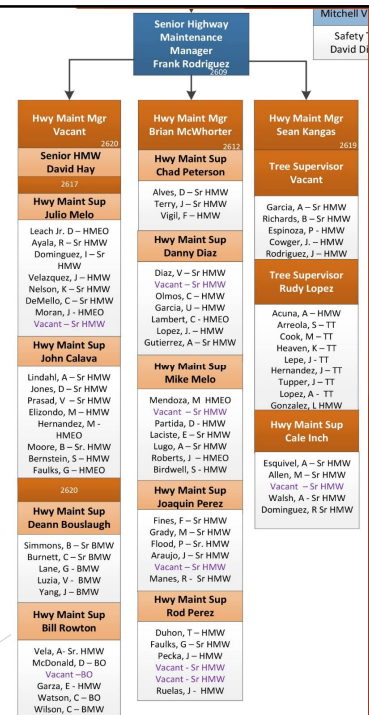 Mitchell V
Safety
David Di
Senior Highway
Maintenance
Manager
Frank Rodriguez
2609
Hwy Maint Mgr
Vacant
2620
Senior HMW
David Hay
2617
Hwy Maint Sup
Julio Melo
Leach Jr. D – HMEO
Ayala, R – Sr HMW
Dominguez, I – Sr
HMW
Velazquez, J – HMW
Nelson, K – Sr HMW
DeMello, C – Sr HMW
Moran, J - HMEO
Vacant – Sr HMW
Hwy Maint Sup
John Calava
Lindahl, A – Sr HMW
Jones, D – Sr HMW
Prasad, V – Sr HMW
Elizondo, M – HMW
Hernandez, M -
HMEO
Moore, B – Sr. HMW
Bernstein, S – HMW
Faulks, G – HMEO
2620
Hwy Maint Sup
Deann Bouslaugh
Simmons, B – Sr BMW
Burnett, C – Sr BMW
Lane, G - BMW
Luzia, V - BMW
Yang, J – BMW
Hwy Maint Sup
Bill Rowton
Vela, A- Sr. HMW
McDonald, D – BO
Vacant –BO
Garza, E - HMW
Watson, C – BO
Wilson, C – BMW
Hwy Maint Mgr
Brian McWhorter
2612
Hwy Maint Sup
Chad Peterson
Alves, D – Sr HMW
Terry, J – Sr HMW
Vigil, F – HMW
Hwy Maint Sup
Danny Diaz
Diaz, V – Sr HMW
Vacant – Sr HMW
Olmos, C – HMW
Garcia, U – HMW
Lambert, C - HMEO
Lopez, J. – HMW
Gutierrez, A – Sr HMW
Hwy Maint Sup
Mike Melo
Mendoza, M HMEO
Vacant – Sr HMW
Partida, D - HMW
Laciste, E – Sr HMW
Lugo, A – Sr HMW
Roberts, J – HMEO
Birdwell, S - HMW
Hwy Maint Sup
Joaquin Perez
Fines, F – Sr HMW
Grady, M – Sr HMW
Flood, P – Sr. HMW
Araujo, J – Sr HMW
Vacant – Sr HMW
Manes, R - Sr HMW
Hwy Maint Sup
Rod Perez
Duhon, T – HMW
Faulks, G – Sr HMW
Pecka, J – HMW
Vacant - Sr HMW
Vacant - Sr HMW
Ruelas, J - HMW
Hwy Maint Mgr
Sean Kangas
2619
Tree Supervisor
Vacant
Garcia, A – Sr HMW
Richards, B – Sr HMW
Espinoza, P - HMW
Cowger, J. – HMW
Rodriguez, J – HMW
Tree Supervisor
Rudy Lopez
Acuna, A – HMW
Arreola, S – TT
Cook, M – TT
Heaven, K – TT
Lepe, J - TT
Hernandez, J – TT
Tupper, J – TT
Lopez, A - TT
Gonzalez, L HMW
Hwy Maint Sup
Cale Inch
Esquivel, A – Sr HMW
Allen, M – Sr HMW
Vacant – Sr HMW
Walsh, A - Sr HMW
Dominguez, R Sr HMW